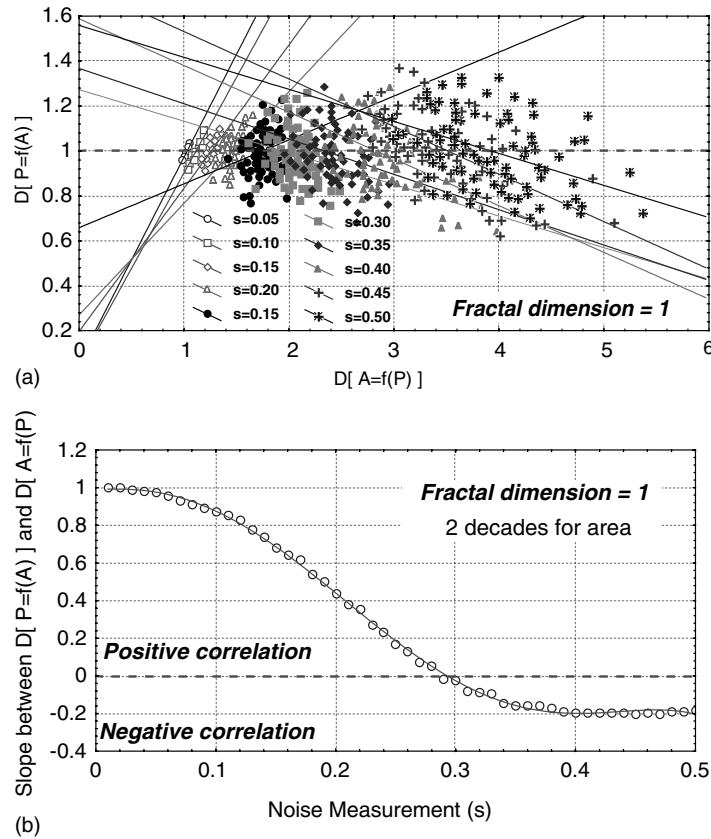 1.6
1.4
1.2
1
0.8
0.6
0.4
0.2
D[ P=f(A) ]
s=0.05
s=0.10
s=0.15
s=0.20
s=0.15
s=0.30
s=0.35
s=0.40
s=0.45
s=0.50
Fractal dimension = 1
0 1 2 3 4 5 6
D[ A=f(P) ]
(a)
Slope between D[ P=f(A) ] and D[ A=f(P)
1.2
1
0.8
0.6
0.4
0.2
0
-0.2
-0.4
Fractal dimension = 1
2 decades for area
Positive correlation
Negative correlation
0 0.1 0.2 0.3 0.4 0.5
Noise Measurement (s)
(b)